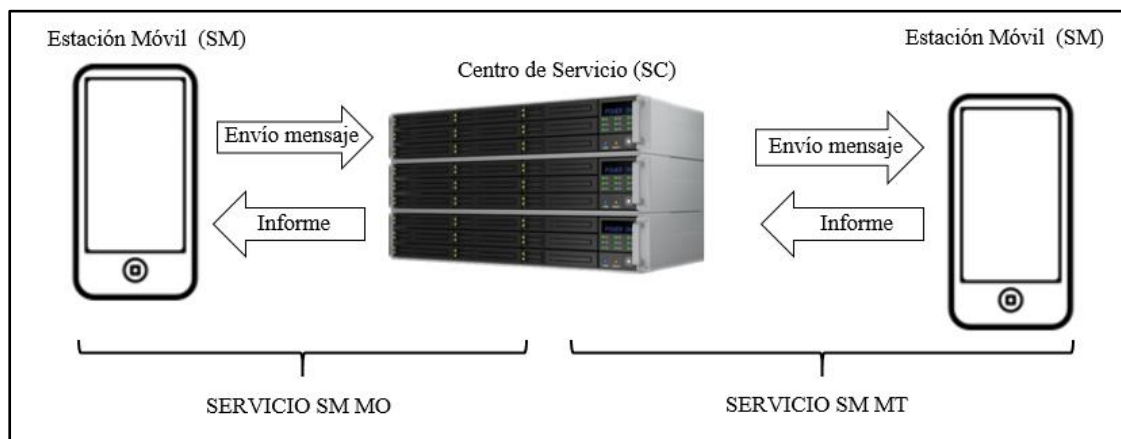 Estación Móvil (SM)
Estación Móvil (SM)
Centro de Servicio (SC)
Envío mensaje
Envío mensaje
Informe
Informe
SERVICIO SM MO
SERVICIO SM MT